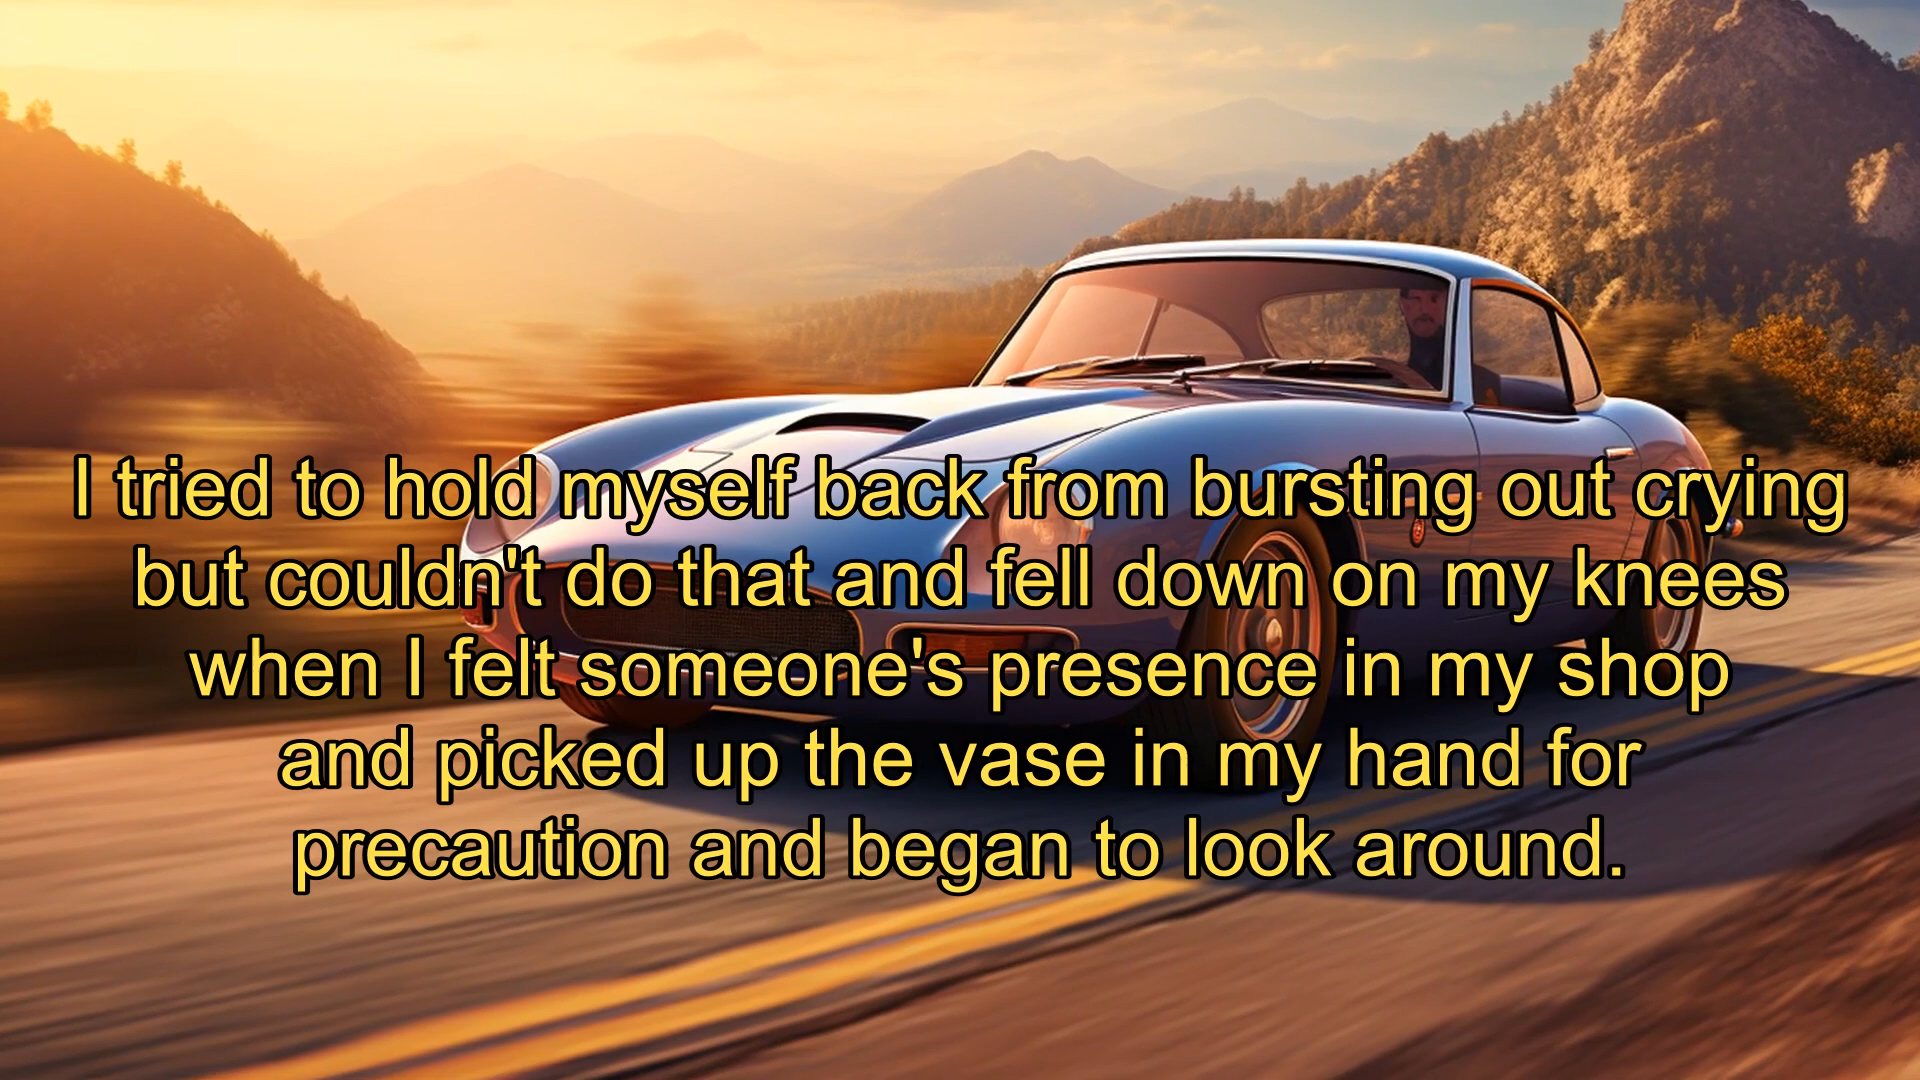 I tried to hold myself back from bursting out crying
but couldn't do that and fell down on my knees
when I felt someone's presence in my shop
and picked up the vase in my hand for
precaution and began to look around.